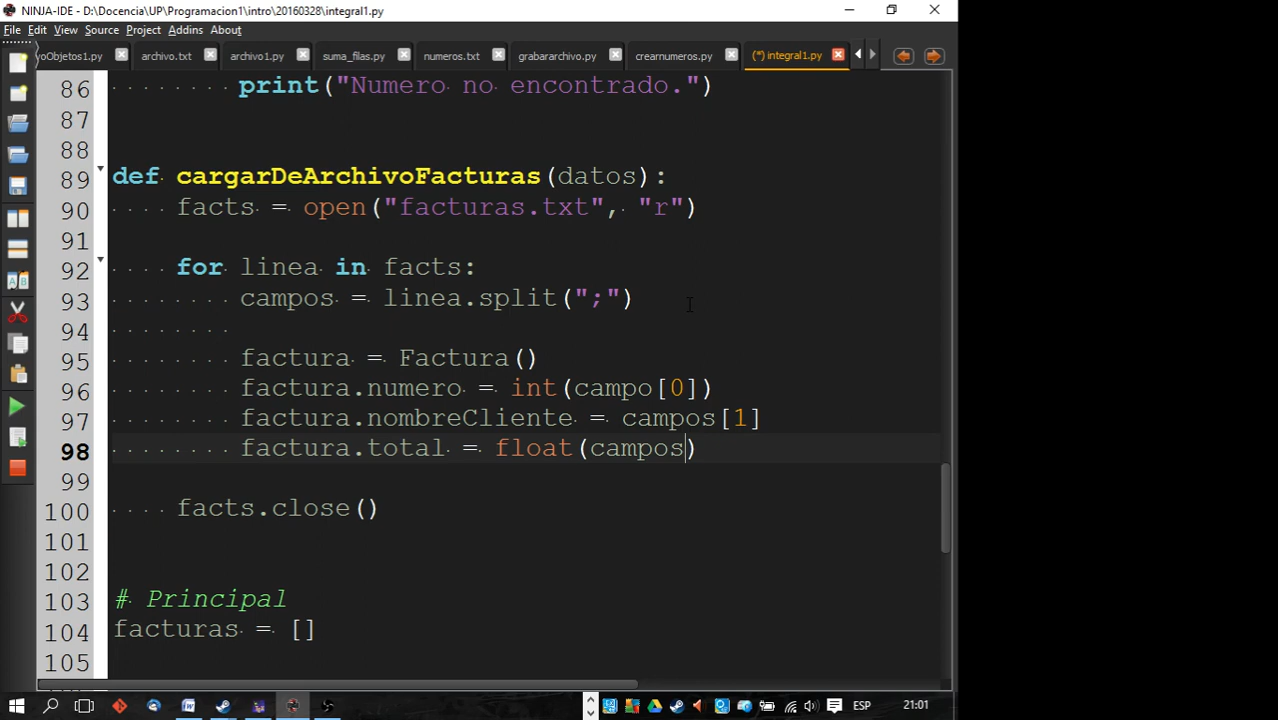 NINJA-IDE - D:\Docencia\UP\Programacion1\intro\20160328\integral1.py
File Edit View Source Project Addins About
yoObjetos1.py archivo.txt archivo1.py suma_filas.py numeros.txt grabararchivo.py crearnumeros.py (*) integral1.py
86 print("Numero no encontrado.")
87
88
89 def cargarDeArchivoFacturas(datos):
90 facts = open("facturas.txt", "r")
91
92 for linea in facts:
93 campos = linea.split(";")
94
95 factura = Factura()
96 factura.numero = int(campo[0])
97 factura.nombreCliente = campos[1]
98 factura.total = float(campos)
99
100 facts.close()
101
102
103 # Principal
104 facturas = []
105
ESP 21:01